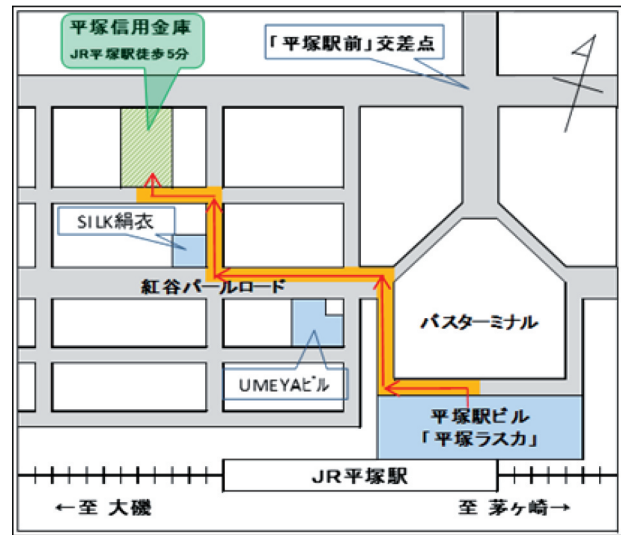 平塚信用金庫
JR平塚駅徒歩5分
「平塚駅前」交差点
SILK絹衣
紅谷パールロード
バスターミナル
UMEYAビル
平塚駅ビル
「平塚ラスカ」
JR平塚駅
←至 大磯
至 茅ヶ崎→